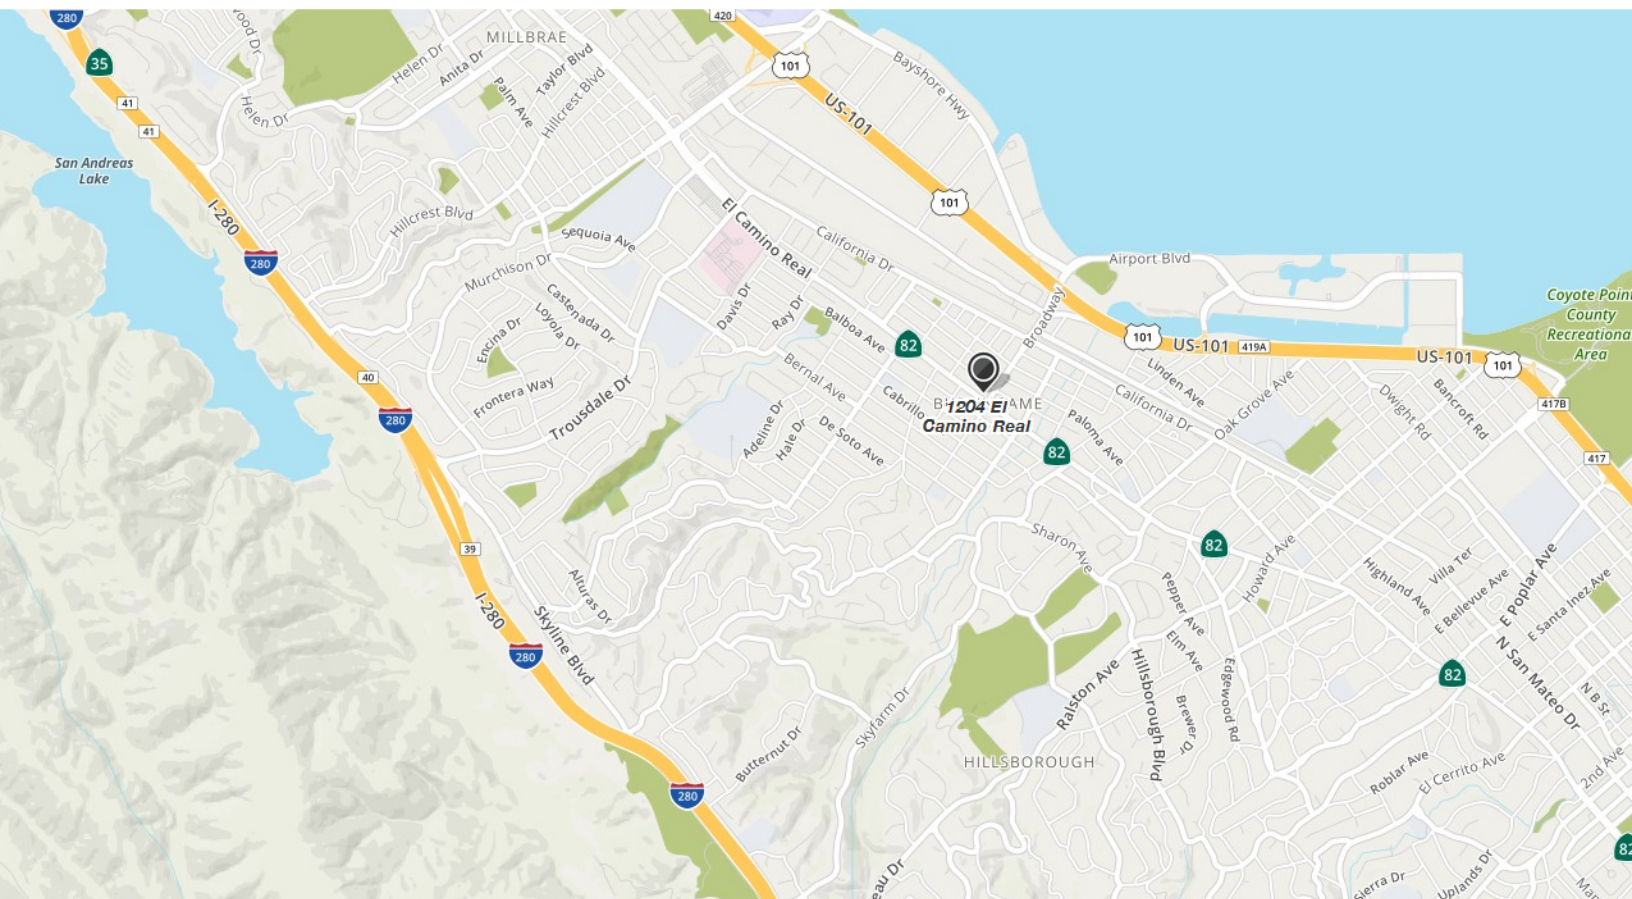 280
420
35
MILLBRAE
Helen Dr
Anita Dr
Taylor Blvd
Palm Ave
Hillcrest Blvd
101
Bayshore Hwy
US-101
41
41
Helen Dr
San Andreas
Lake
I-280
Hillcrest Blvd
El Camino Real
101
280
Sequoia Ave
California Dr
Murchison Dr
Airport Blvd
Castenada Dr
Loyola Dr
Encina Dr
Davis Dr
Ray Dr
Balboa Ave
82
Broadway
101
US-101
419A
US-101
101
Coyote Point
County
Recreational
Area
40
Frontera Way
Trousdale Dr
Bernal Ave
Cabrillo
1204 El
Camino Real
Linden Ave
California Dr
Oak Grove Ave
Dwight Rd
Bancroft Rd
417B
280
Adeline Dr
Hale Dr
De Soto Ave
Paloma Ave
82
417
39
Sharon Ave
82
Howard Ave
Highland Ave
Villa Ter
E Bellevue Ave
E Poplar Ave
E Santa Inez Ave
I-280
Alturas Dr
Skyline Blvd
280
Pepper Ave
Elm Ave
Edgewood Rd
Hillsborough Blvd
Ralston Ave
Brewer Dr
82
N San Mateo Dr
N B St
2nd Ave
Skyfarm Dr
Butternut Dr
HILLSBOROUGH
Roblar Ave
El Cerrito Ave
280
82
eau Dr
Sierra Dr
Uplands Dr